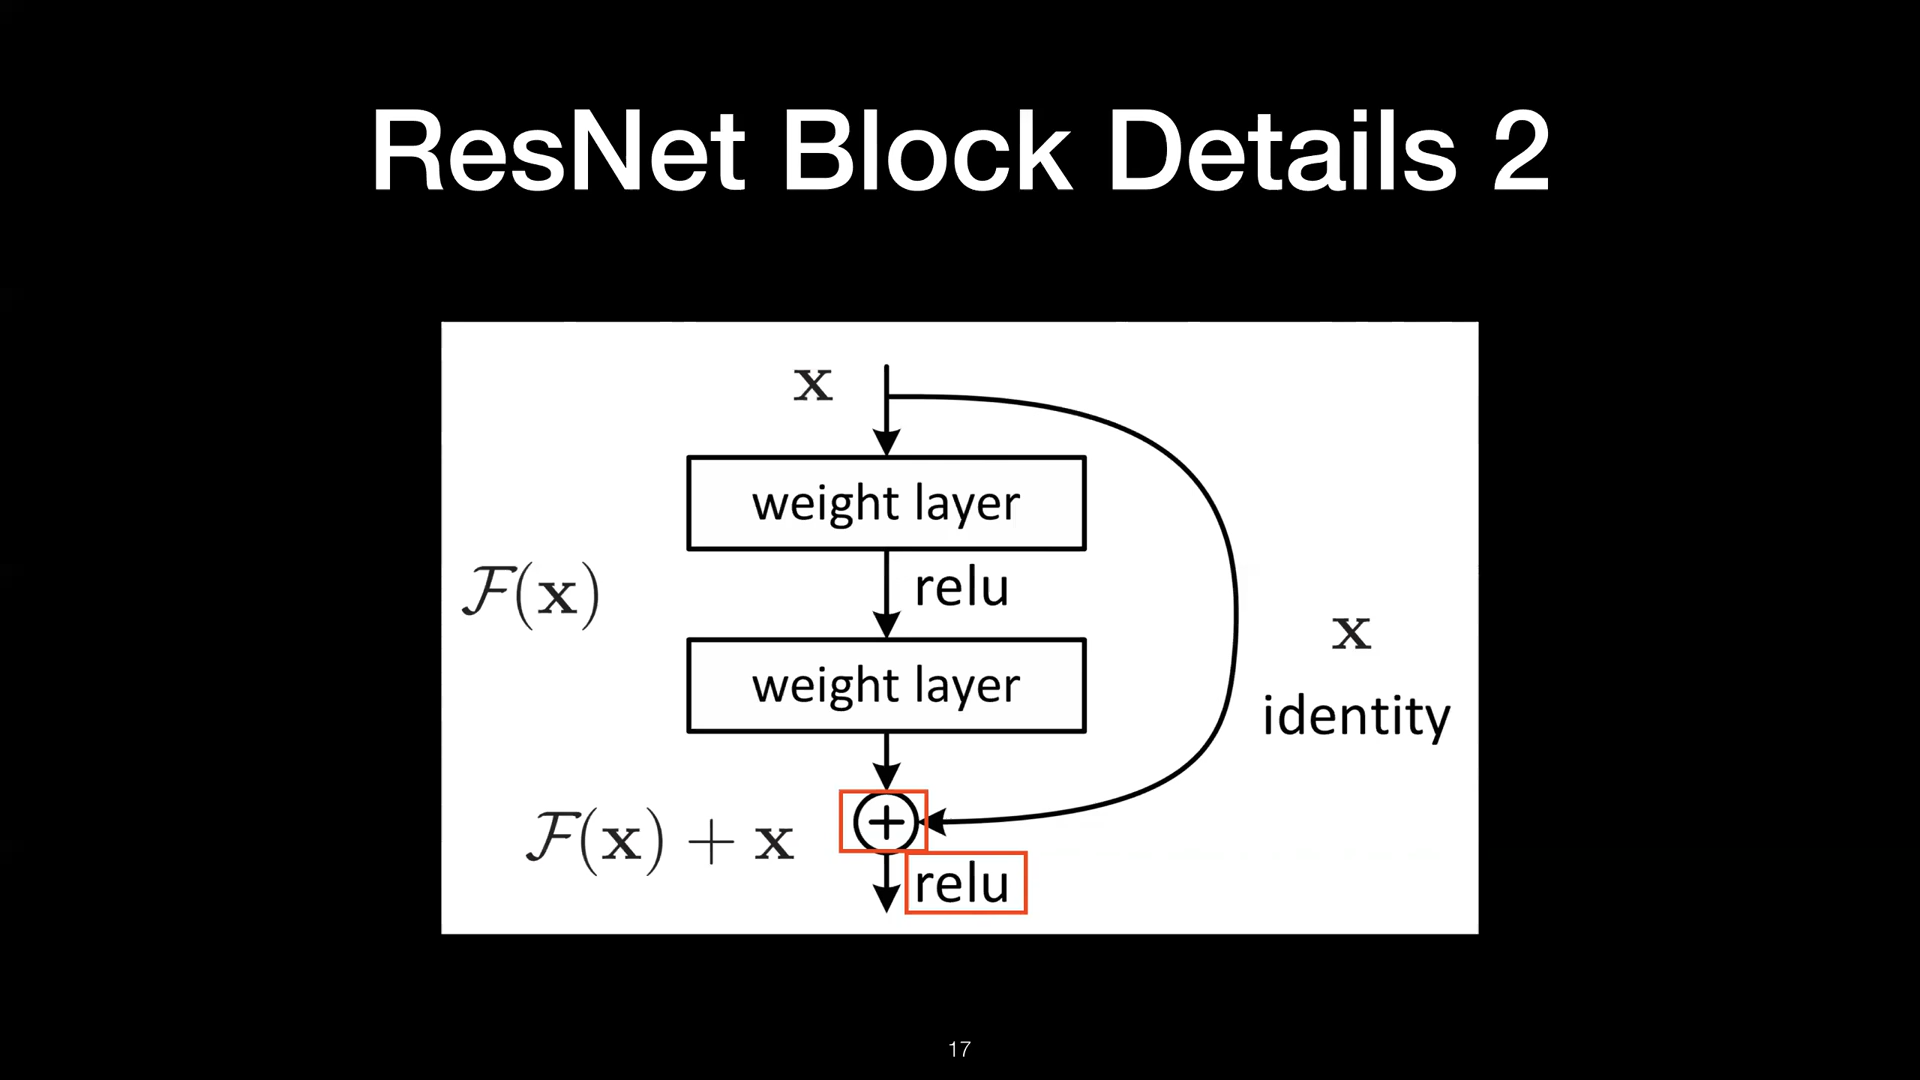 ResNet Block Details 2
x
weight layer
relu
F(x)
weight layer
x
identity
F(x) + x
+
relu
17